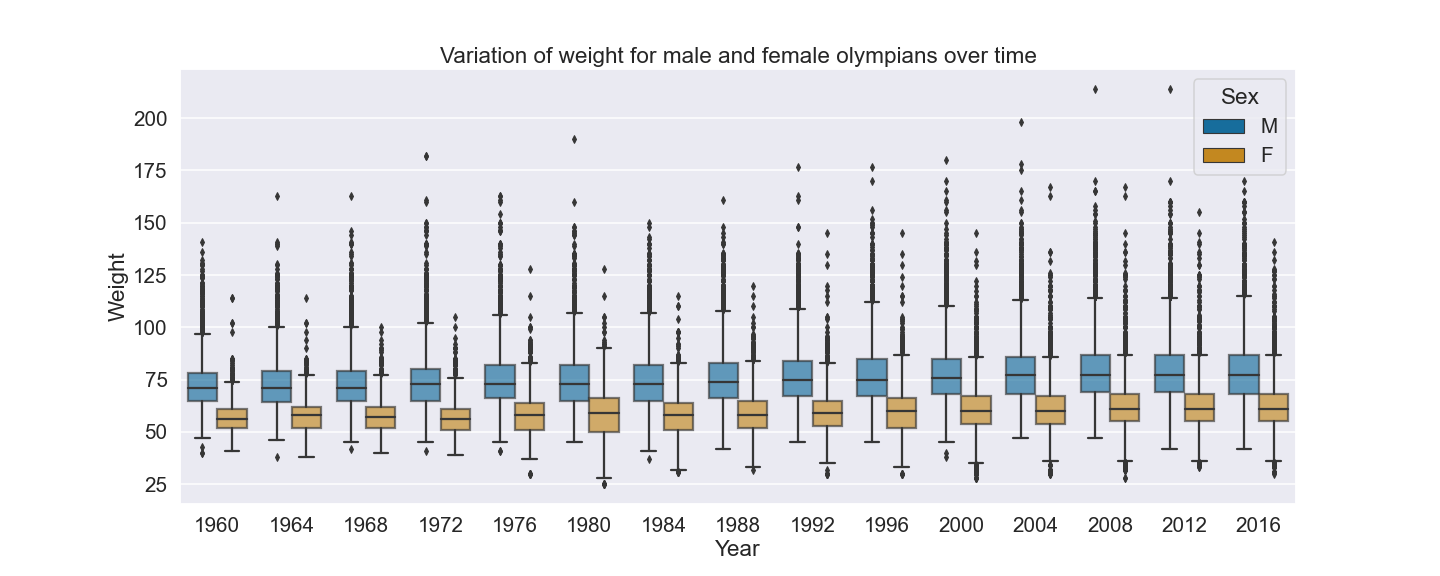 Variation of weight for male and female olympians over time
Sex
M
F
200
175
150
125
100
75
50
25
Weight
1960 1964 1968 1972 1976 1980 1984 1988 1992 1996 2000 2004 2008 2012 2016
Year